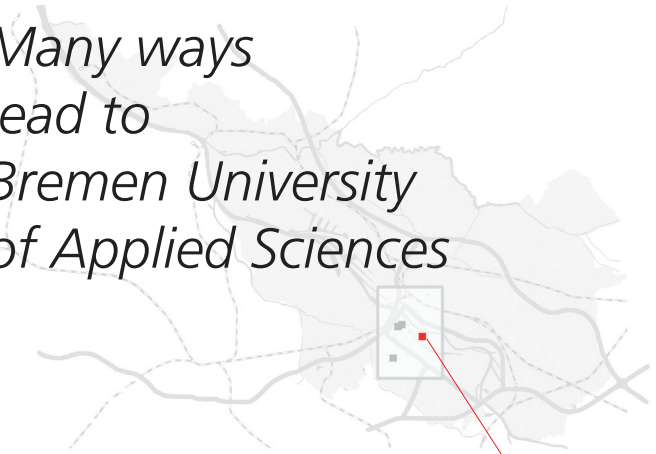 Many ways
ead to
Bremen University
of Applied Sciences